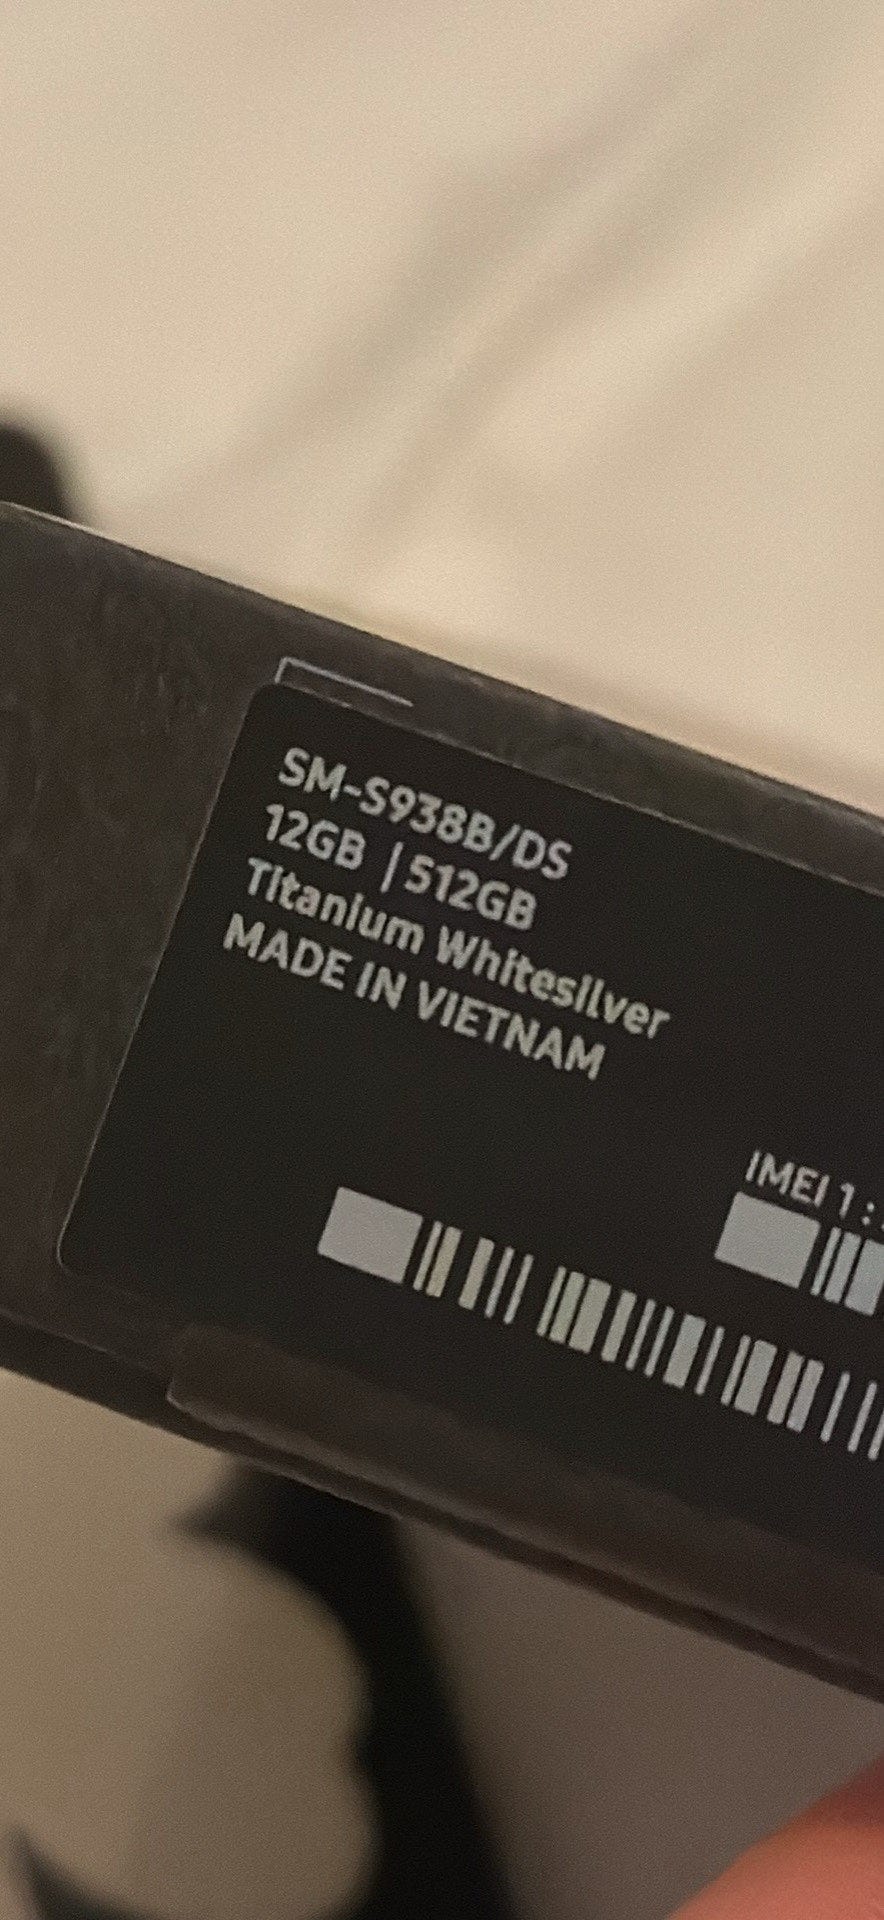 SM-S938B/DS
12GB | 512GB
Titanium Whitesilver
MADE IN VIETNAM
IMEI 1 :